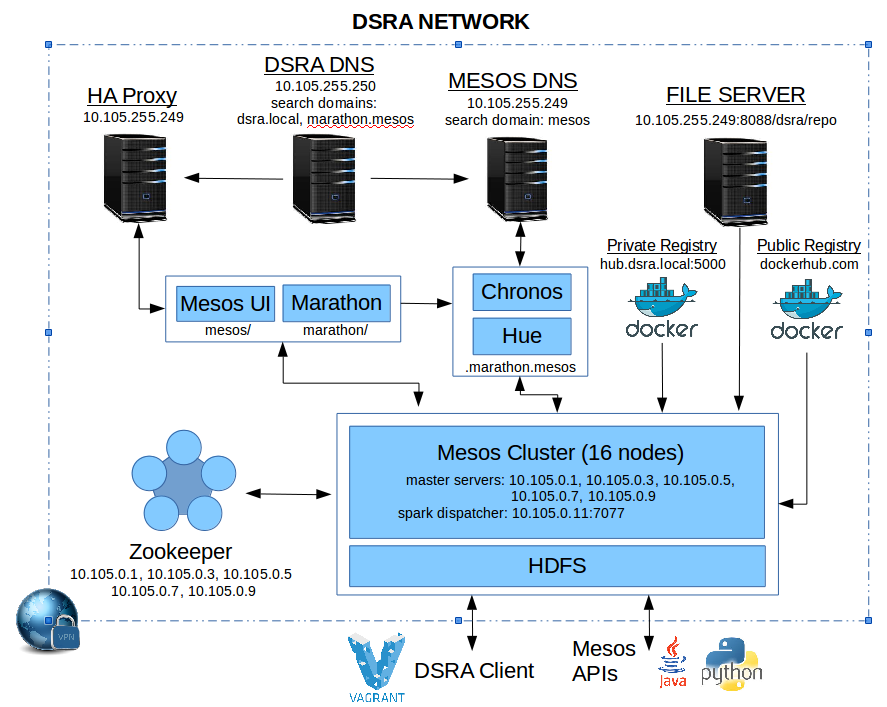 DSRA NETWORK
HA Proxy
10.105.255.249
DSRA DNS
10.105.255.250
search domains:
dsra.local, marathon.mesos
MESOS DNS
10.105.255.249
search domain: mesos
FILE SERVER
10.105.255.249:8088/dsra/repo
Private Registry
hub.dsra.local:5000
docker
Public Registry
dockerhub.com
docker
Mesos UI
mesos/
Marathon
marathon/
Chronos
Hue
.marathon.mesos
Mesos Cluster (16 nodes)
master servers: 10.105.0.1, 10.105.0.3, 10.105.0.5,
10.105.0.7, 10.105.0.9
spark dispatcher: 10.105.0.11:7077
HDFS
Zookeeper
10.105.0.1, 10.105.0.3, 10.105.0.5
10.105.0.7, 10.105.0.9
VPN
VAGRANT
DSRA Client
Mesos
APIs
Java
python